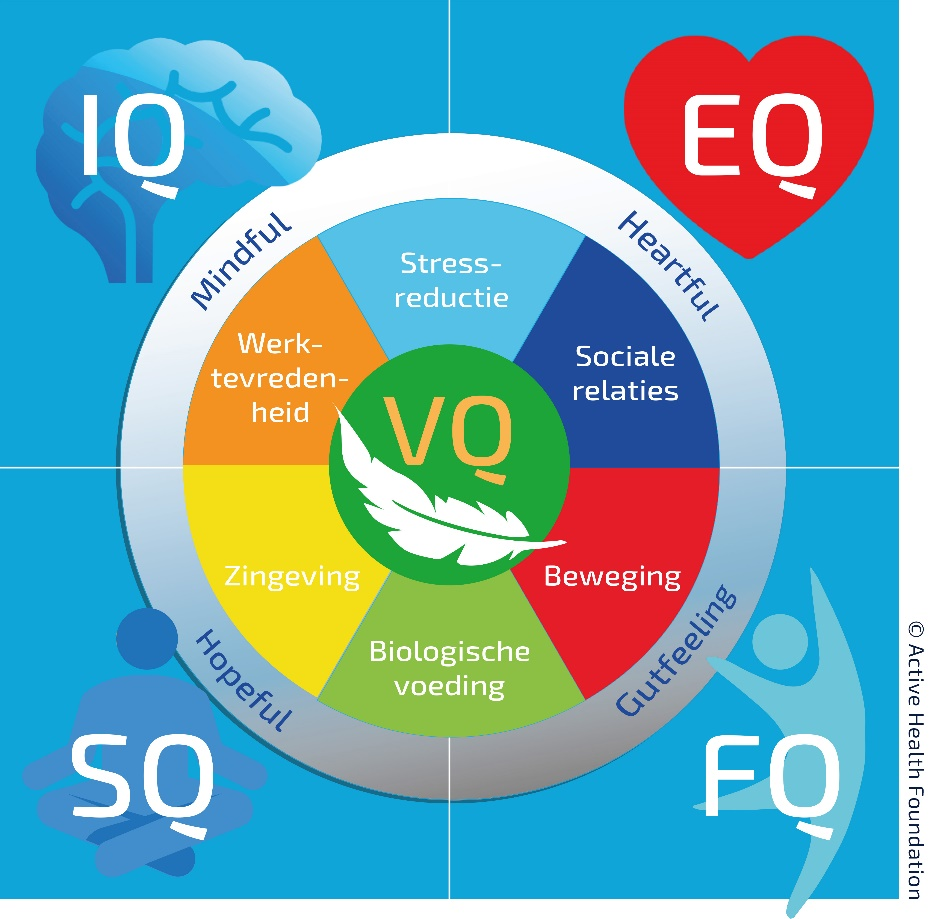 IQ
EQ
Mindful
Heartful
Stress-
reductie
Werk-
tevreden-
heid
Sociale
relaties
VQ
Zingeving
Beweging
Biologische
voeding
Hopeful
Gutfeeling
SQ
FQ
© Active Health Foundation